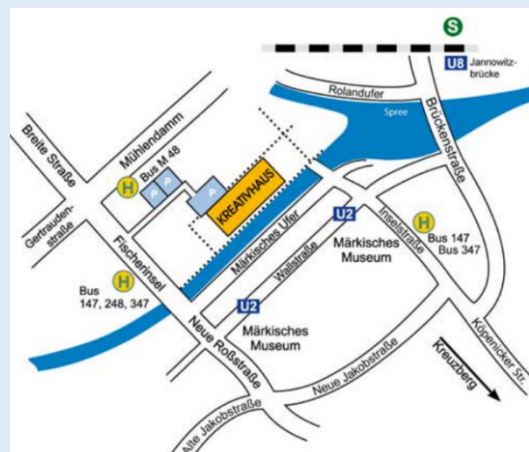 S
U8 Jannowitz-
brücke
Rolandufer
Spree
Brückenstraße
Breite Straße
Mühlendamm
H Bus M 48
P
P
P
KREATIVHAUS
Gertrauden-
straße
Fischerinsel
Märkisches Ufer
Wallstraße
U2
Märkisches
Museum
Inselstraße
H
Bus 147
Bus 347
H
Bus
147, 248, 347
U2
Märkisches
Museum
Neue Roßstraße
Neue Jakobstraße
Alte Jakobstraße
Köpenicker Str.
Kreuzberg